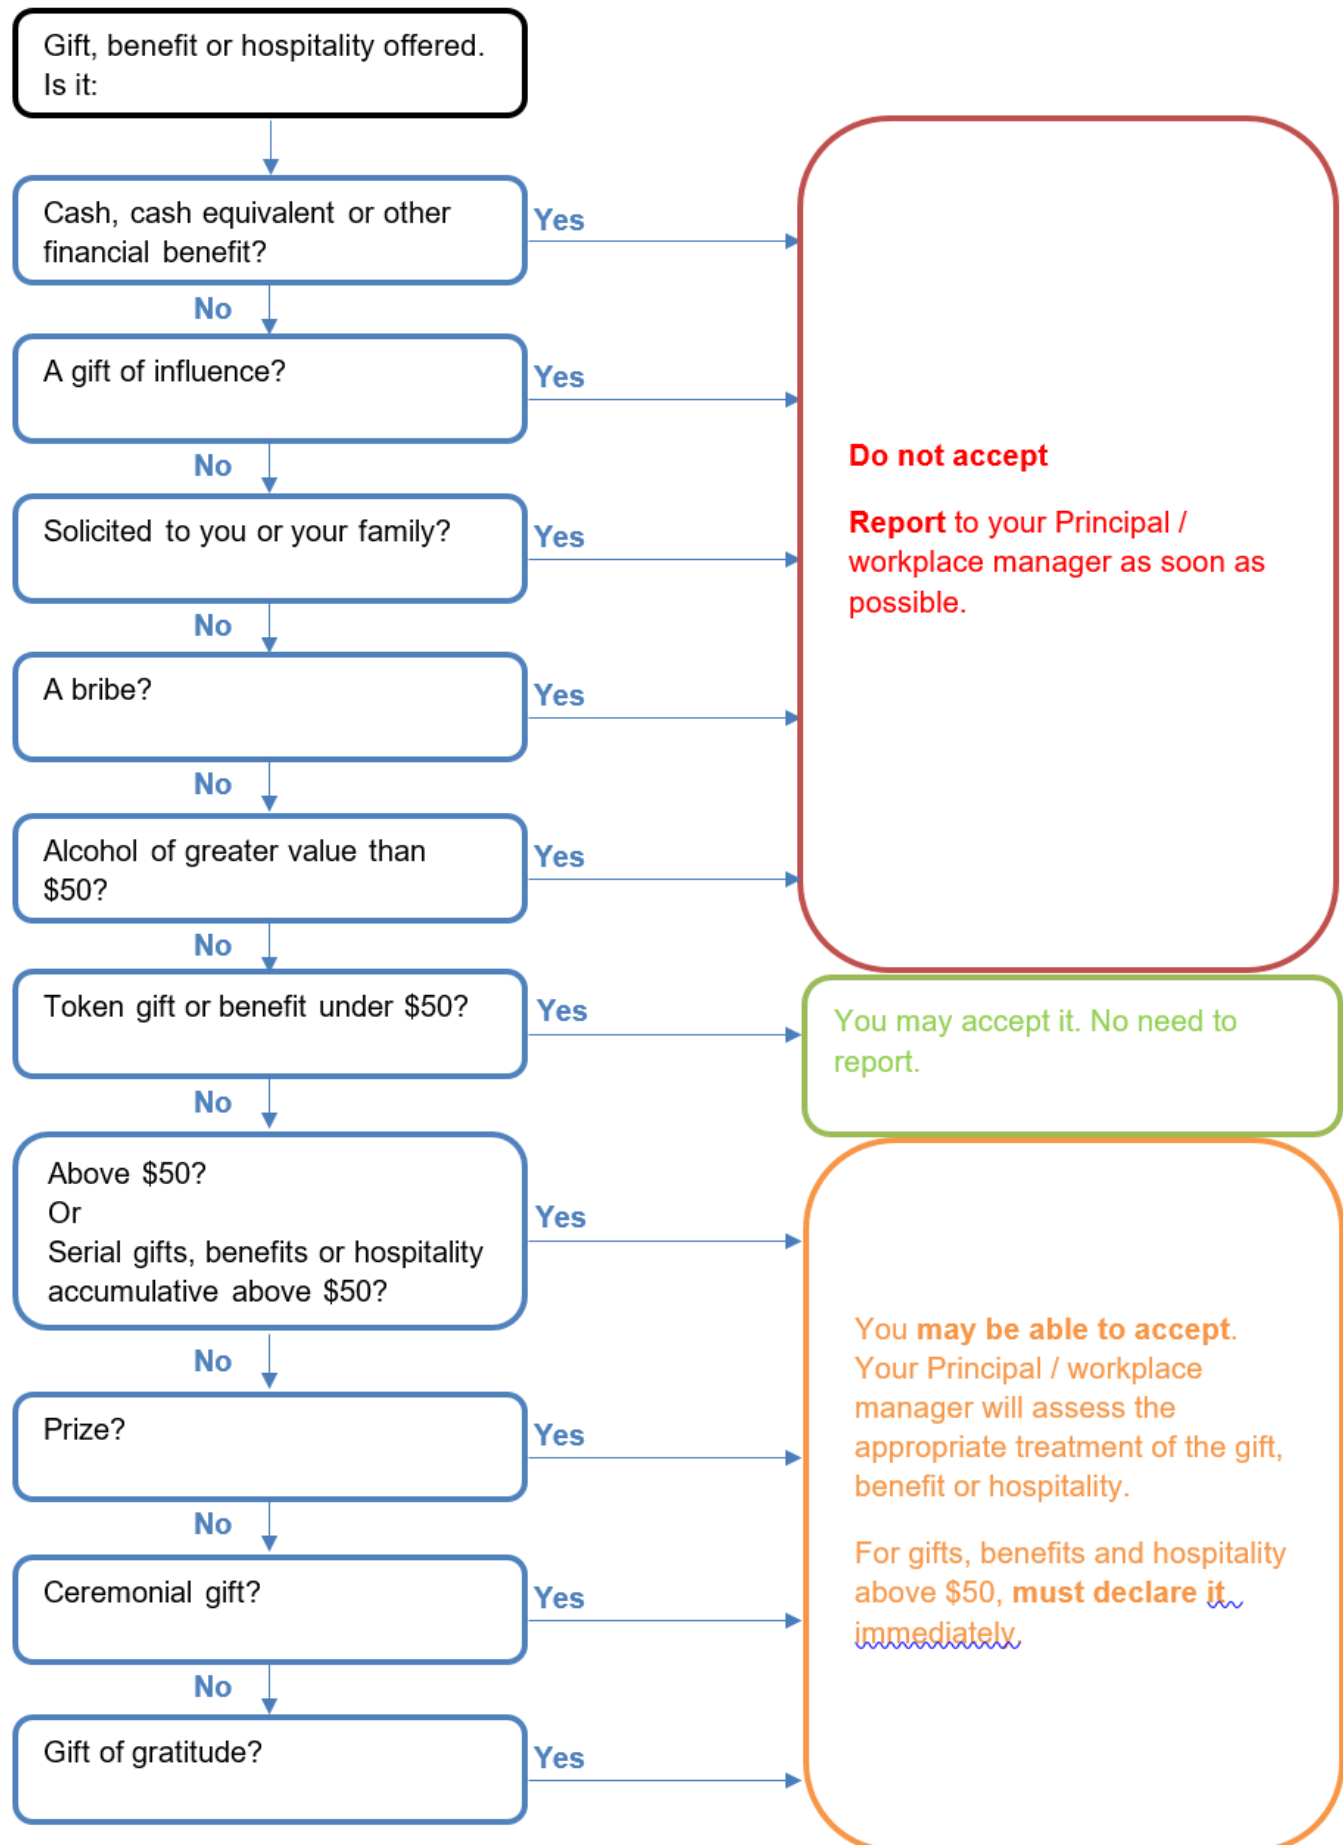 Gift, benefit or hospitality offered.
Is it:
Cash, cash equivalent or other
financial benefit?
Yes
No
A gift of influence?
Yes
No
Solicited to you or your family?
Yes
No
A bribe?
Yes
No
Alcohol of greater value than
$50?
Yes
No
Do not accept
Report to your Principal /
workplace manager as soon as
possible.
Token gift or benefit under $50?
Yes
You may accept it. No need to
report.
No
Above $50?
Or
Serial gifts, benefits or hospitality
accumulative above $50?
Yes
No
Prize?
Yes
No
Ceremonial gift?
Yes
No
Gift of gratitude?
Yes
You may be able to accept.
Your Principal / workplace
manager will assess the
appropriate treatment of the gift,
benefit or hospitality.
For gifts, benefits and hospitality
above $50, must declare it
immediately.